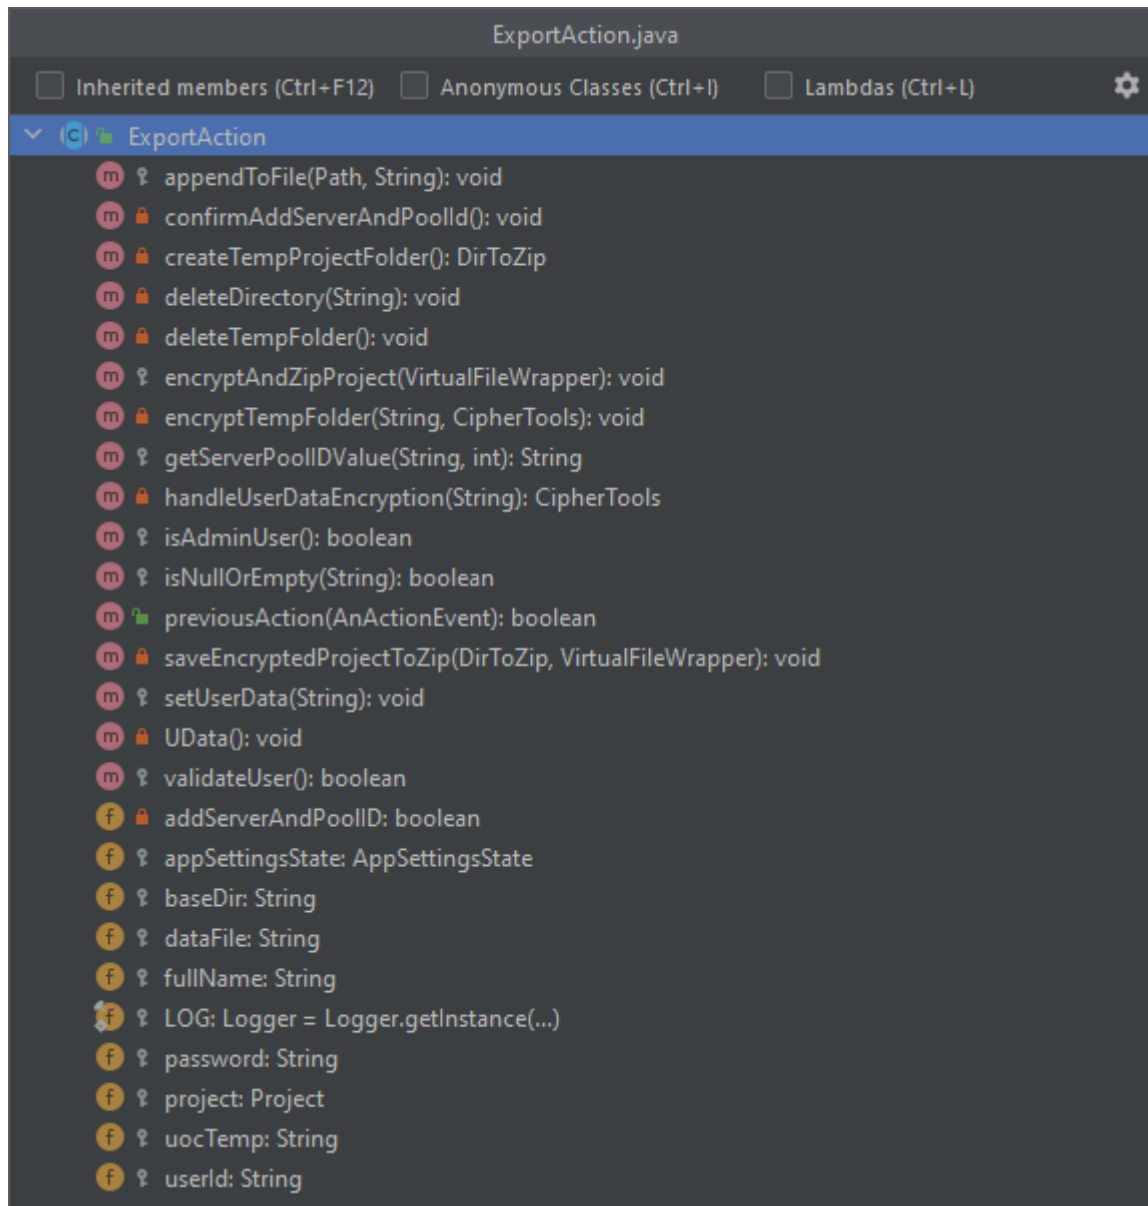 ExportAction.java
Inherited members (Ctrl+F12) Anonymous Classes (Ctrl+I) Lambdas (Ctrl+L)
ExportAction
appendToFile(Path, String): void
confirmAddServerAndPoolId(): void
createTempProjectFolder(): DirToZip
deleteDirectory(String): void
deleteTempFolder(): void
encryptAndZipProject(VirtualFileWrapper): void
encryptTempFolder(String, CipherTools): void
getServerPoolIDValue(String, int): String
handleUserDataEncryption(String): CipherTools
isAdminUser(): boolean
isNullOrEmpty(String): boolean
previousAction(AnActionEvent): boolean
saveEncryptedProjectToZip(DirToZip, VirtualFileWrapper): void
setUserData(String): void
UData(): void
validateUser(): boolean
addServerAndPoolID: boolean
appSettingsState: AppSettingsState
baseDir: String
dataFile: String
fullName: String
LOG: Logger = Logger.getInstance(...)
password: String
project: Project
uocTemp: String
userId: String